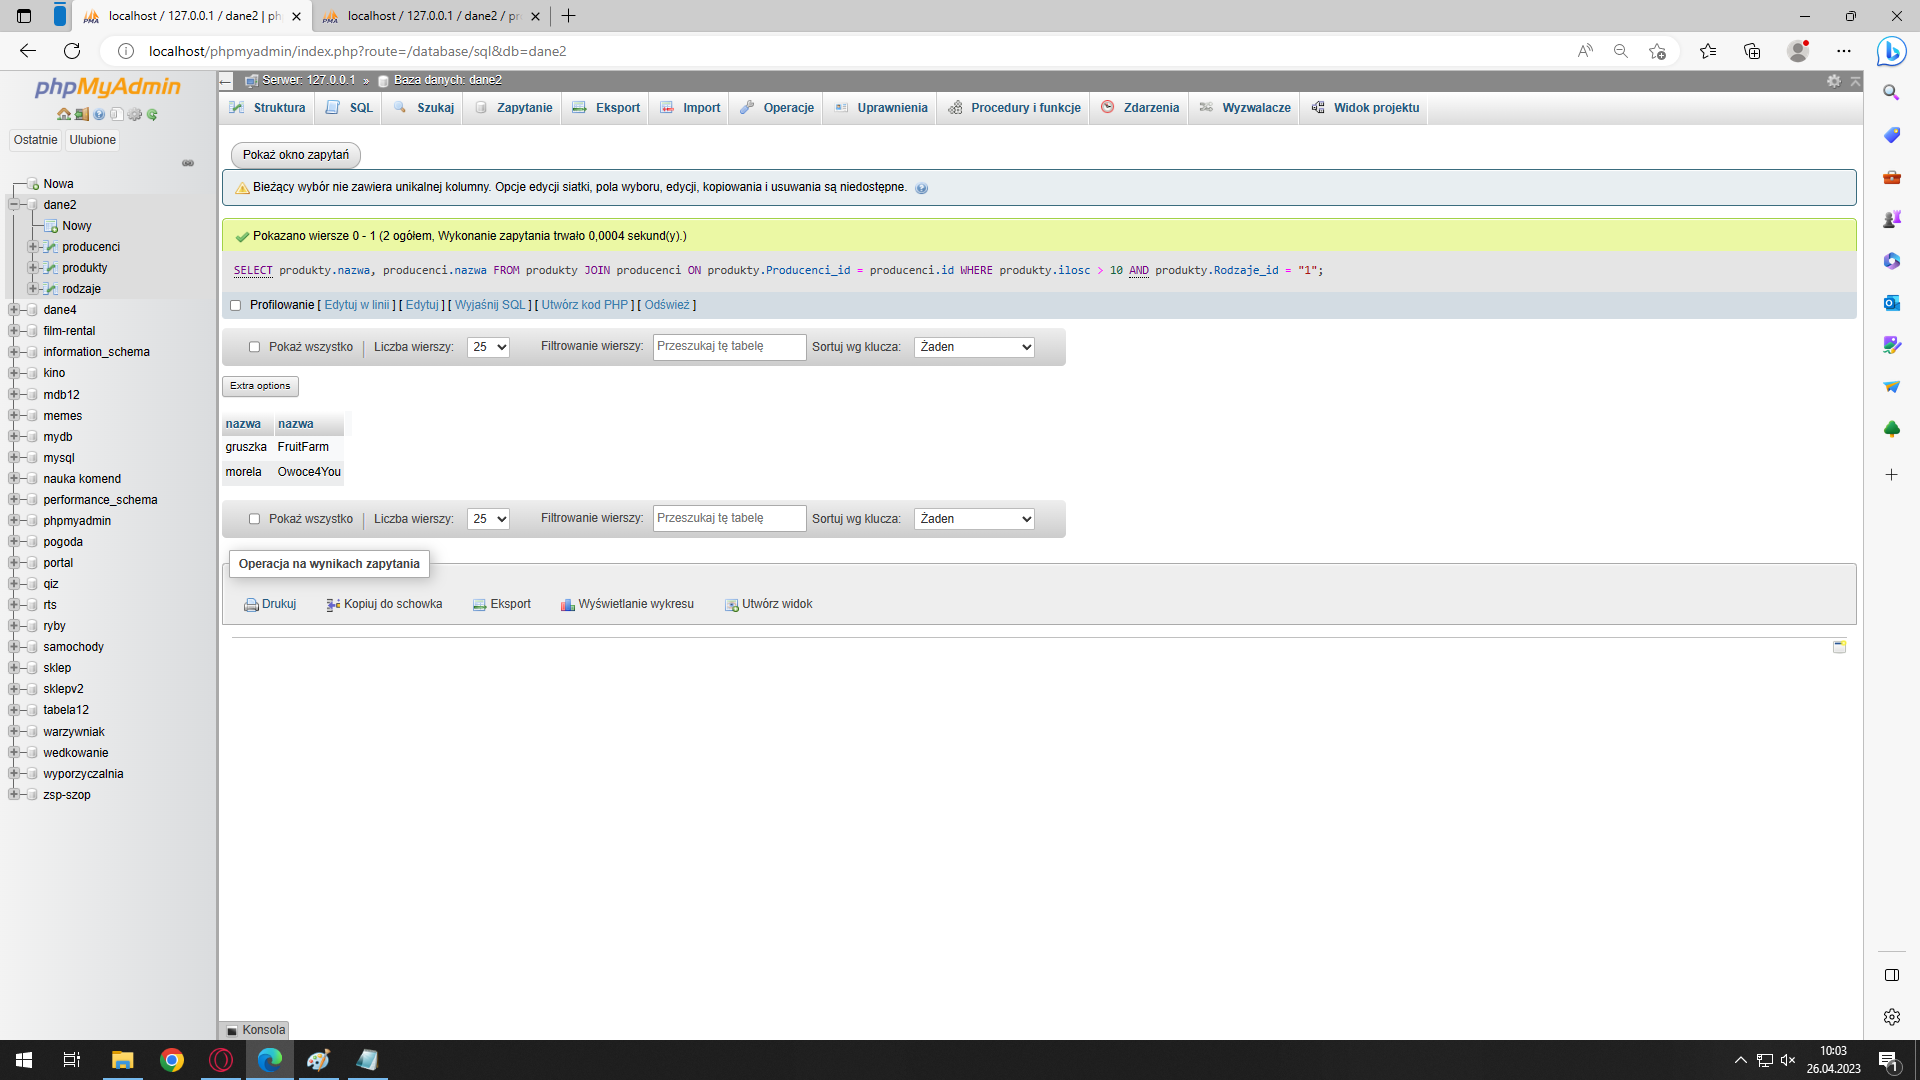 localhost / 127.0.0.1 / dane2 | ph
localhost / 127.0.0.1 / dane2 / pr
localhost/phpmyadmin/index.php?route=/database/sql&db=dane2
phpMyAdmin
Ostatnie
Ulubione
Nowa
dane2
Nowy
producenci
produkty
rodzaje
dane4
film-rental
information_schema
kino
mdb12
memes
mydb
mysql
nauka komend
performance_schema
phpmyadmin
pogoda
portal
qiz
rts
ryby
samochody
sklep
sklepv2
tabela12
warzywniak
wedkowanie
wyporzyczalnia
zsp-szop
Serwer: 127.0.0.1 » Baza danych: dane2
Struktura SQL Szukaj Zapytanie Eksport Import Operacje Uprawnienia Procedury i funkcje Zdarzenia Wyzwalacze Widok projektu
Pokaż okno zapytań
Bieżący wybór nie zawiera unikalnej kolumny. Opcje edycji siatki, pola wyboru, edycji, kopiowania i usuwania są niedostępne.
Pokazano wiersze 0 - 1 (2 ogółem, Wykonanie zapytania trwało 0,0004 sekund(y).)
SELECT produkty.nazwa, producenci.nazwa FROM produkty JOIN producenci ON produkty.Producenci_id = producenci.id WHERE produkty.ilosc > 10 AND produkty.Rodzaje_id = "1";
Profilowanie [ Edytuj w linii ] [ Edytuj ] [ Wyjaśnij SQL ] [ Utwórz kod PHP ] [ Odśwież ]
Pokaż wszystko | Liczba wierszy: 25 Filtrowanie wierszy: Przeszukaj tę tabelę Sortuj wg klucza: Żaden
Extra options
nazwa nazwa
gruszka FruitFarm
morela Owoce4You
Pokaż wszystko | Liczba wierszy: 25 Filtrowanie wierszy: Przeszukaj tę tabelę Sortuj wg klucza: Żaden
Operacja na wynikach zapytania
Drukuj Kopiuj do schowka Eksport Wyświetlanie wykresu Utwórz widok
Konsola
10:03
26.04.2023
1